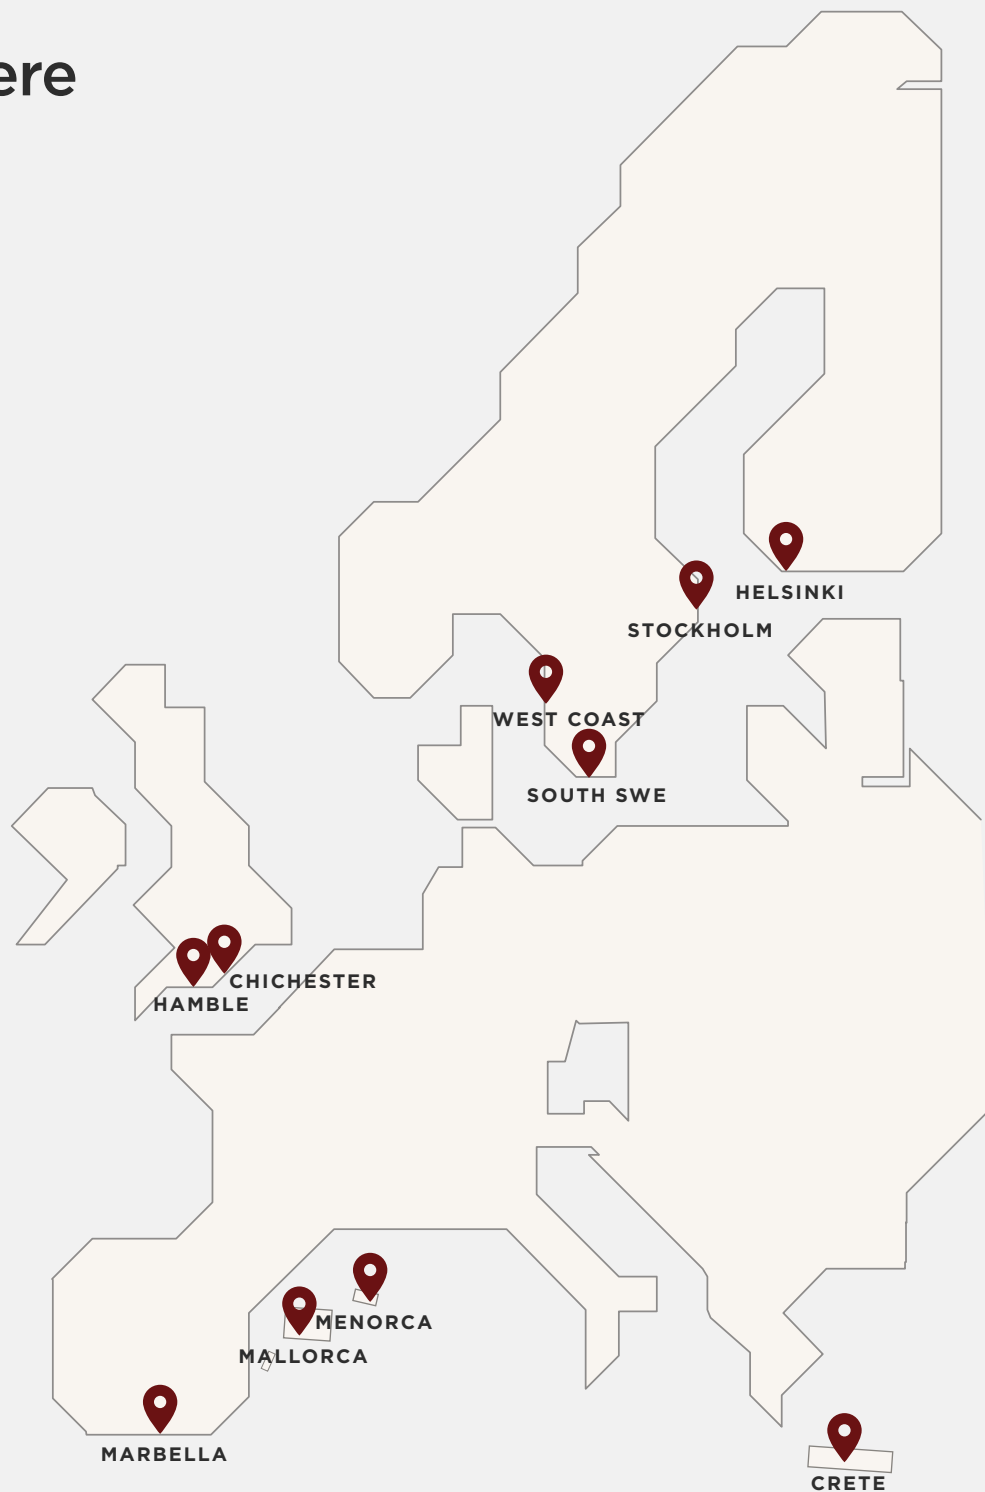 ere
HELSINKI
STOCKHOLM
WEST COAST
SOUTH SWE
CHICHESTER
HAMBLE
MENORCA
MALLORCA
MARBELLA
CRETE